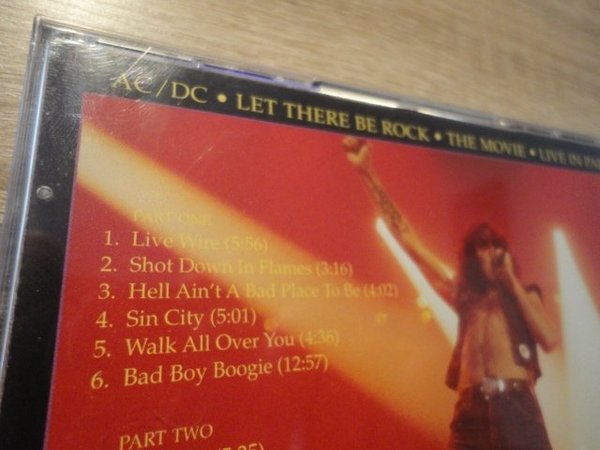 AC/DC • LET THERE BE ROCK • THE MOVIE • LIVE IN
PART ONE
1. Live Wire (5:56)
2. Shot Down In Flames (3:16)
3. Hell Ain't A Bad Place To Be (4:02)
4. Sin City (5:01)
5. Walk All Over You (4:36)
6. Bad Boy Boogie (12:57)
PART TWO